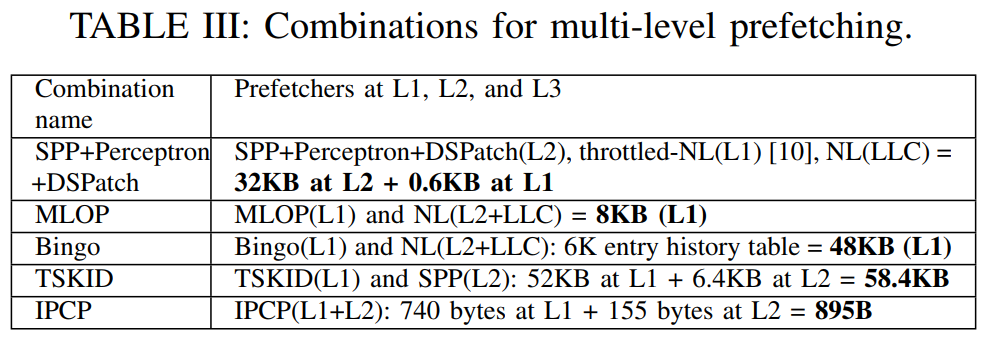 TABLE III: Combinations for multi-level prefetching.
Combination name Prefetchers at L1, L2, and L3
SPP+Perceptron +DSPatch SPP+Perceptron+DSPatch(L2), throttled-NL(L1) [10], NL(LLC) =
32KB at L2 + 0.6KB at L1
MLOP MLOP(L1) and NL(L2+LLC) = 8KB (L1)
Bingo Bingo(L1) and NL(L2+LLC): 6K entry history table = 48KB (L1)
TSKID TSKID(L1) and SPP(L2): 52KB at L1 + 6.4KB at L2 = 58.4KB
IPCP IPCP(L1+L2): 740 bytes at L1 + 155 bytes at L2 = 895B